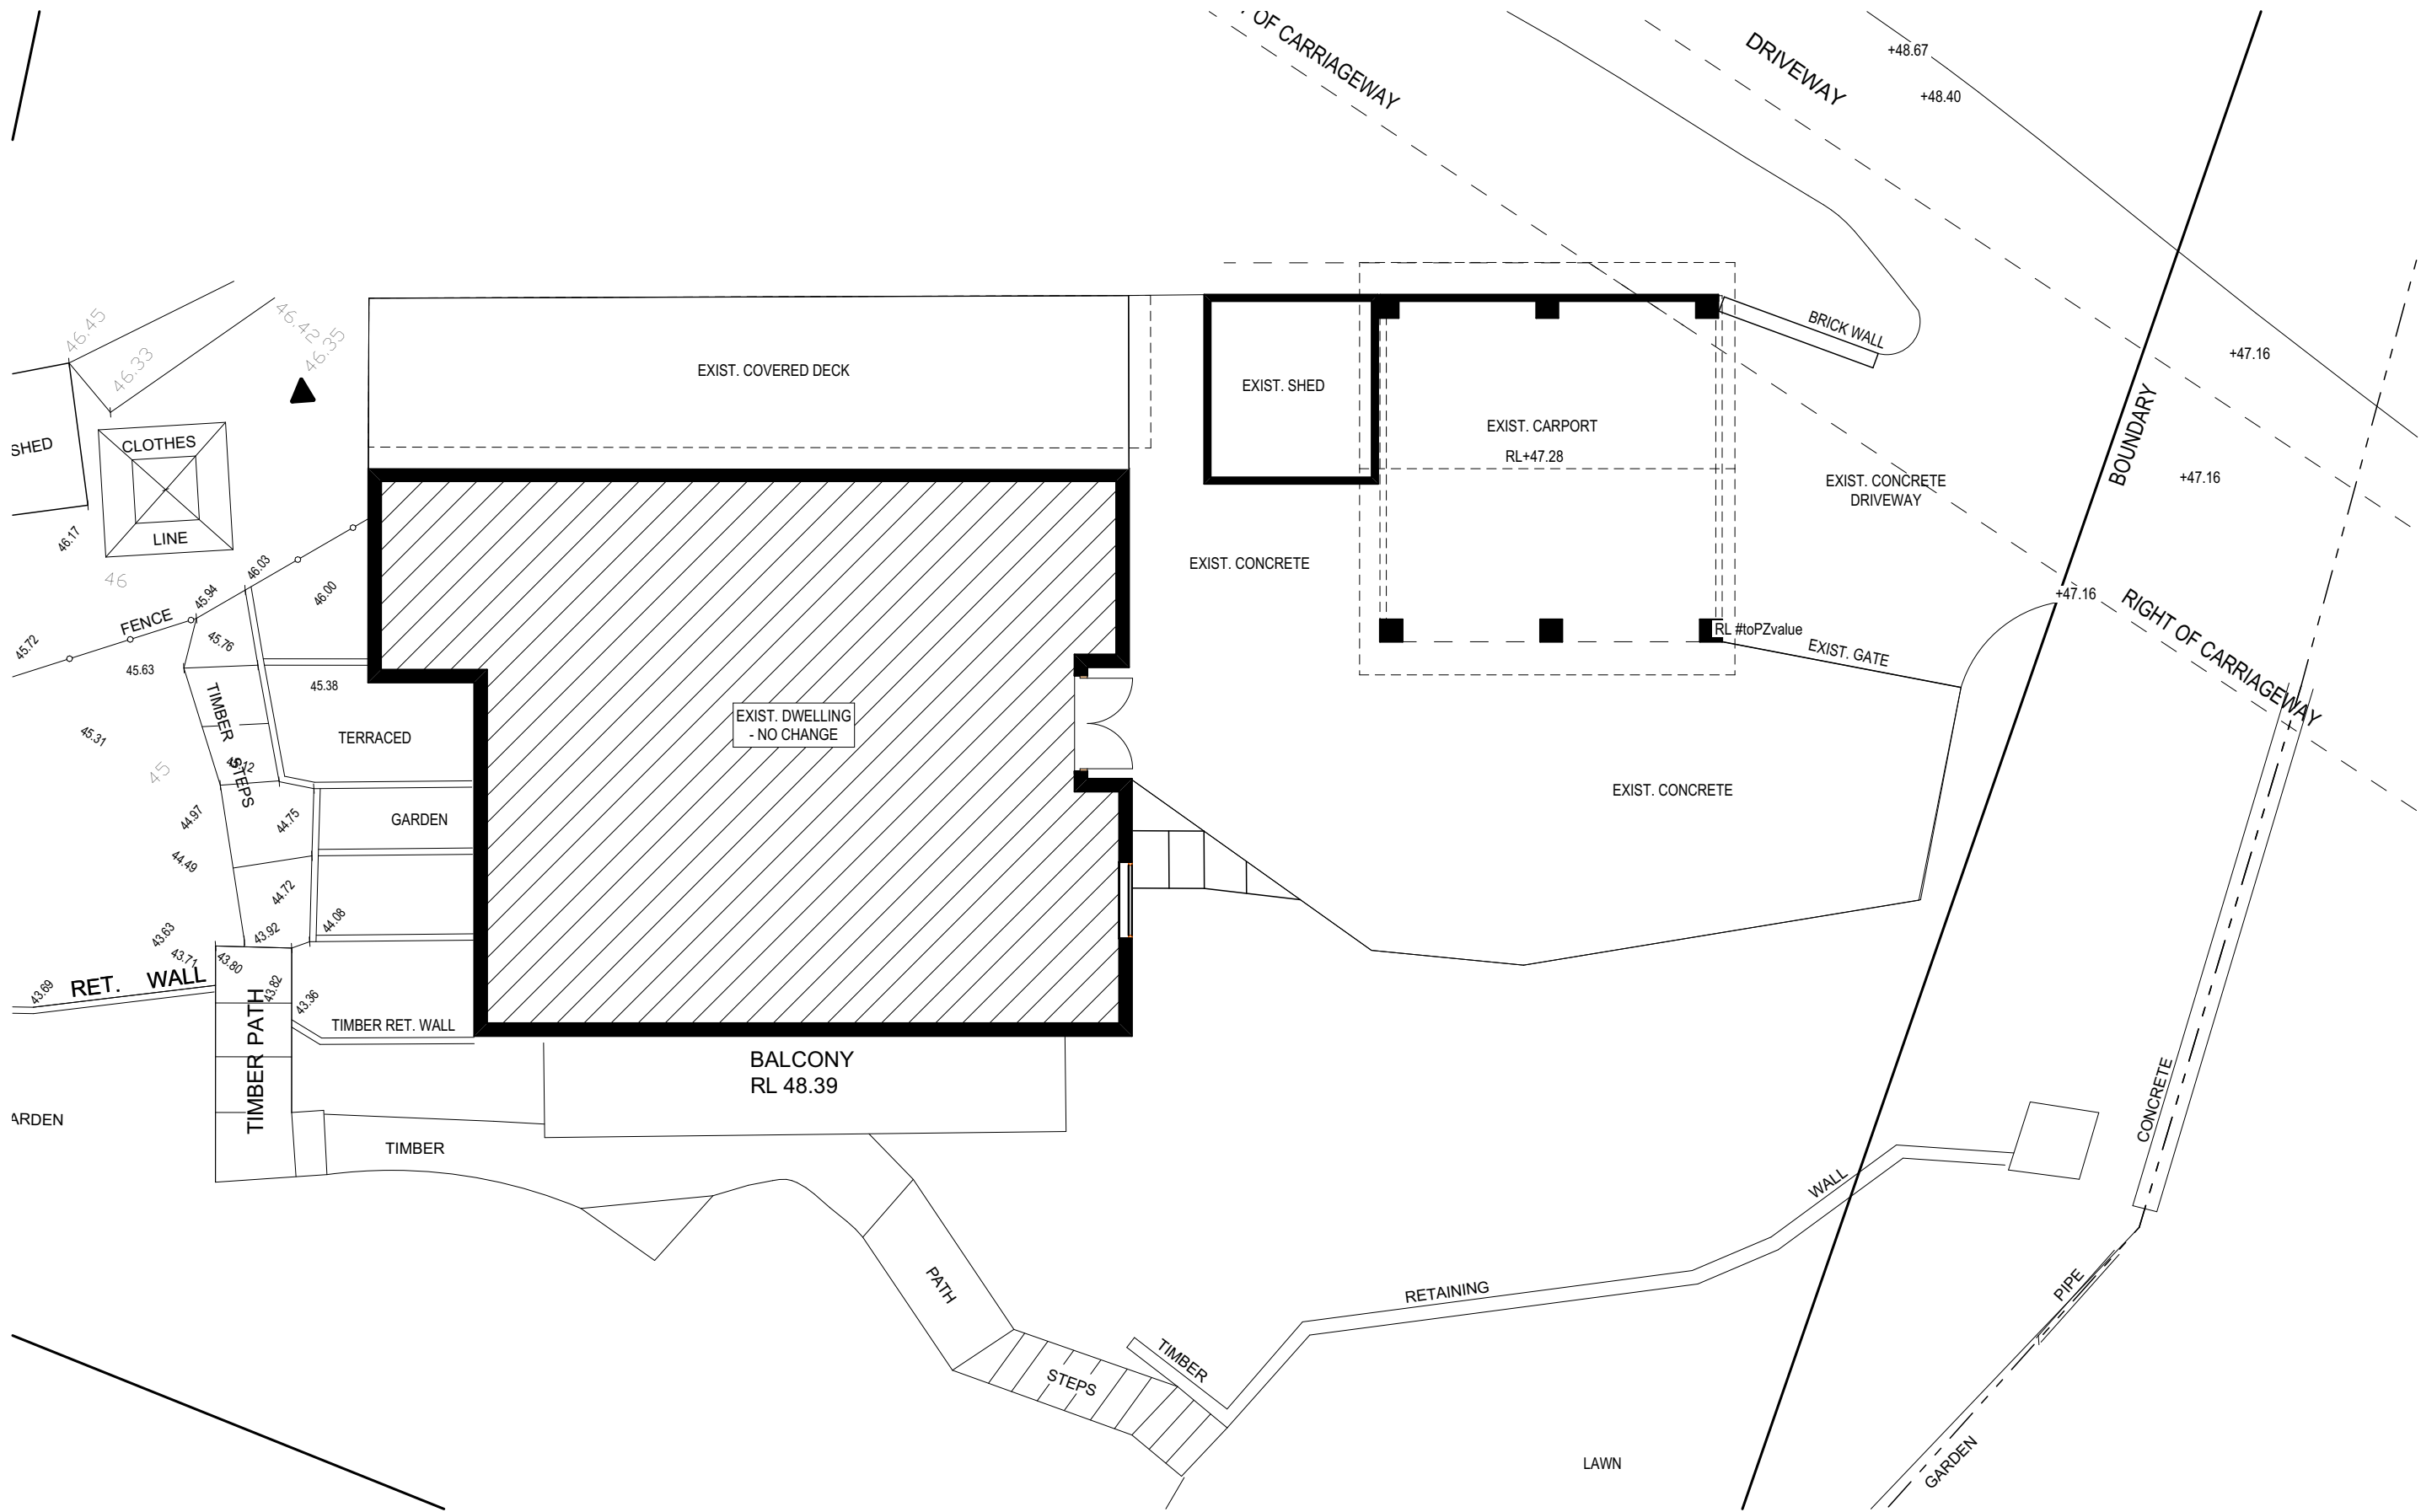 OF CARRIAGEWAY
DRIVEWAY
+48.67
+48.40
46.45
46.33
46.42
46.35
BRICK WALL
+47.16
EXIST. COVERED DECK
EXIST. SHED
EXIST. CARPORT
RL+47.28
BOUNDARY
SHED
CLOTHES
LINE
+47.16
EXIST. CONCRETE
DRIVEWAY
46.17
46
EXIST. CONCRETE
46.03
45.94
46.00
+47.16
FENCE
45.72
45.76
45.63
45.38
RL #toPZvalue
EXIST. GATE
RIGHT OF CARRIAGEWAY
TIMBER
STEPS
45.31
45
45.12
TERRACED
EXIST. DWELLING
- NO CHANGE
EXIST. CONCRETE
44.97
44.75
GARDEN
44.49
44.72
44.08
43.63
43.92
43.71
43.80
43.82
43.69
43.36
RET. WALL
TIMBER PATH
TIMBER RET. WALL
BALCONY
RL 48.39
ARDEN
TIMBER
CONCRETE
WALL
PATH
RETAINING
PIPE
TIMBER
STEPS
LAWN
GARDEN